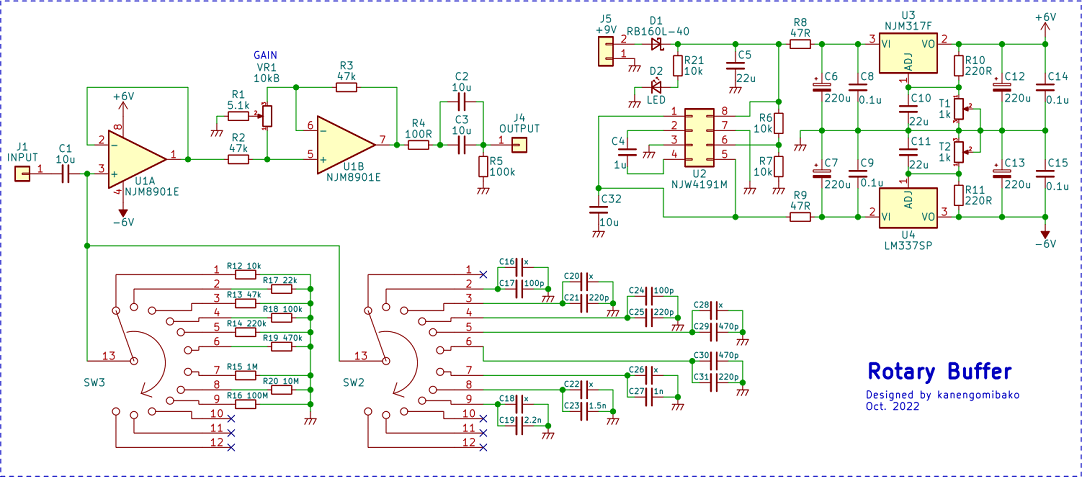 J1
INPUT
1
C1
10u
+6V
8
2
3
1
4
U1A
NJM8901E
-6V
R1
5.1k
R2
47k
GAIN
VR1
10kB
R3
47k
6
5
7
U1B
NJM8901E
R4
100R
C2
10u
C3
10u
R5
100k
1
J4
OUTPUT
J5
+9V
2
1
D1
RB160L-40
D2
LED
R21
10k
C5
22u
C4
1u
C32
10u
1
2
3
4
8
7
6
5
U2
NJW4191M
R6
10k
R7
10k
R8
47R
R9
47R
C6
220u
C7
220u
C8
0.1u
C9
0.1u
U3
NJM317F
3
VI
VO
2
ADJ
1
C10
22u
C11
22u
R10
220R
T1
1k
T2
1k
R11
220R
1
ADJ
2
VI
VO
3
U4
LM337SP
C12
220u
C13
220u
C14
0.1u
C15
0.1u
+6V
-6V
13
SW3
1
2
3
4
5
6
7
8
9
10
11
12
R12 10k
R17 22k
R13 47k
R18 100k
R14 220k
R19 470k
R15 1M
R20 10M
R16 100M
13
SW2
1
2
3
4
5
6
7
8
9
10
11
12
C16 x
C17 100p
C20 x
C21 220p
C24 100p
C25 220p
C28 x
C29 470p
C30 470p
C31 220p
C26 x
C27 1n
C22 x
C23 1.5n
C18 x
C19 2.2n
Rotary Buffer
Designed by kanengomibako
Oct. 2022